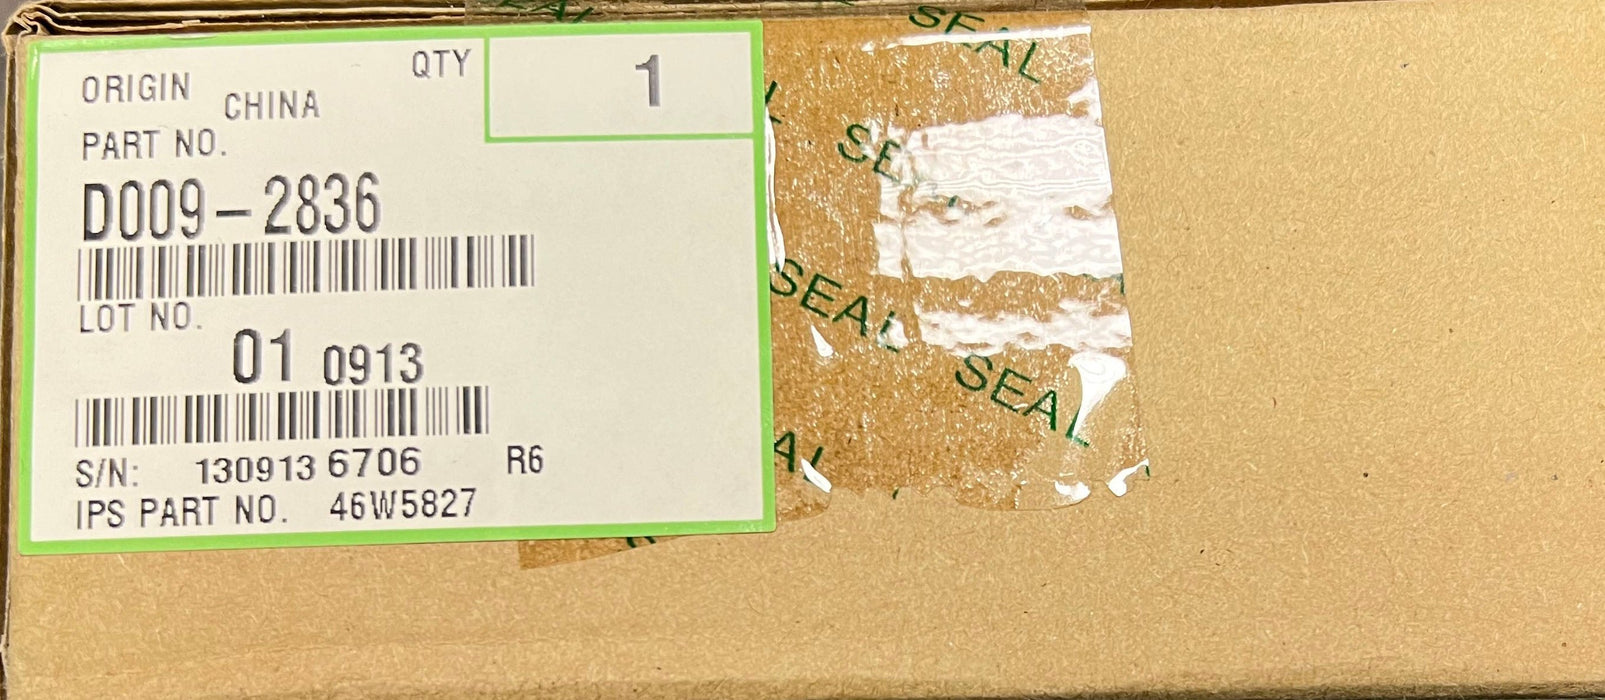 ORIGIN CHINA QTY 1
PART NO.
D009-2836
LOT NO.
01 0913
S/N: 130913 6706 R6
IPS PART NO. 46W5827
SEAL
SEAL
SEAL
SEAL